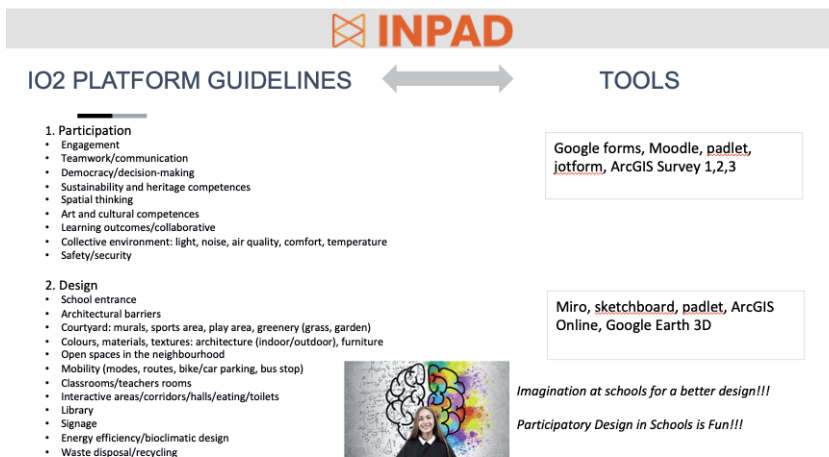 INPAD
IO2 PLATFORM GUIDELINES
TOOLS
1. Participation
• Engagement
• Teamwork/communication
• Democracy/decision-making
• Sustainability and heritage competences
• Spatial thinking
• Art and cultural competences
• Learning outcomes/collaborative
• Collective environment: light, noise, air quality, comfort, temperature
• Safety/security
Google forms, Moodle, padlet,
jotform, ArcGIS Survey 1,2,3
2. Design
• School entrance
• Architectural barriers
• Courtyard: murals, sports area, play area, greenery (grass, garden)
• Colours, materials, textures: architecture (indoor/outdoor), furniture
• Open spaces in the neighbourhood
• Mobility (modes, routes, bike/car parking, bus stop)
• Classrooms/teachers rooms
• Interactive areas/corridors/halls/eating/toilets
• Library
• Signage
• Energy efficiency/bioclimatic design
• Waste disposal/recycling
Miro, sketchboard, padlet, ArcGIS
Online, Google Earth 3D
Imagination at schools for a better design!!!
Participatory Design in Schools is Fun!!!